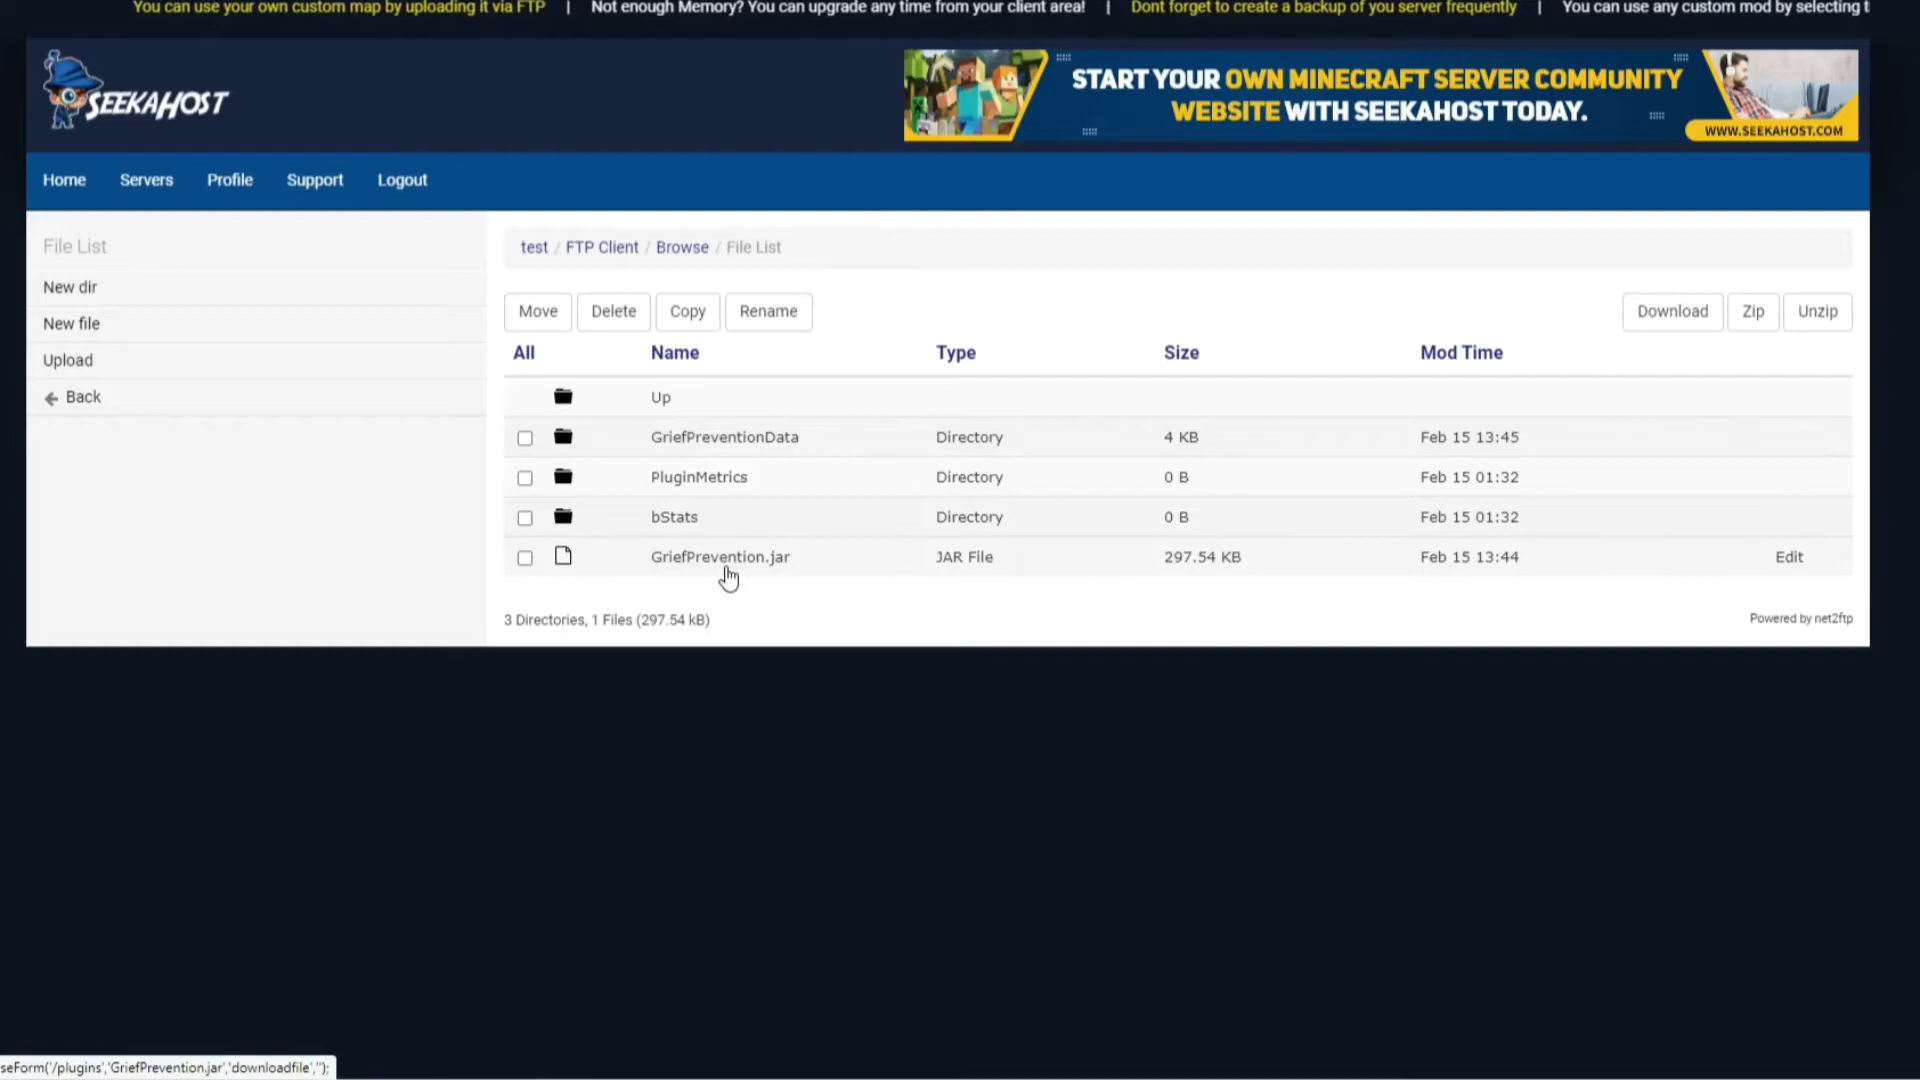 You can use your own custom map by uploading it via FTP | Not enough Memory? You can upgrade any time from your client area! | Dont forget to create a backup of you server frequently | You can use any custom mod by selecting t
SEEKAHOST
START YOUR OWN MINECRAFT SERVER COMMUNITY
WEBSITE WITH SEEKAHOST TODAY.
WWW.SEEKAHOST.COM
Home Servers Profile Support Logout
File List
New dir
New file
Upload
Back
test / FTP Client / Browse / File List
Move Delete Copy Rename Download Zip Unzip
All Name Type Size Mod Time
Up
GriefPreventionData Directory 4 KB Feb 15 13:45
PluginMetrics Directory 0 B Feb 15 01:32
bStats Directory 0 B Feb 15 01:32
GriefPrevention.jar JAR File 297.54 KB Feb 15 13:44 Edit
3 Directories, 1 Files (297.54 kB)
Powered by net2ftp
seForm('/plugins','GriefPrevention.jar','downloadfile','');